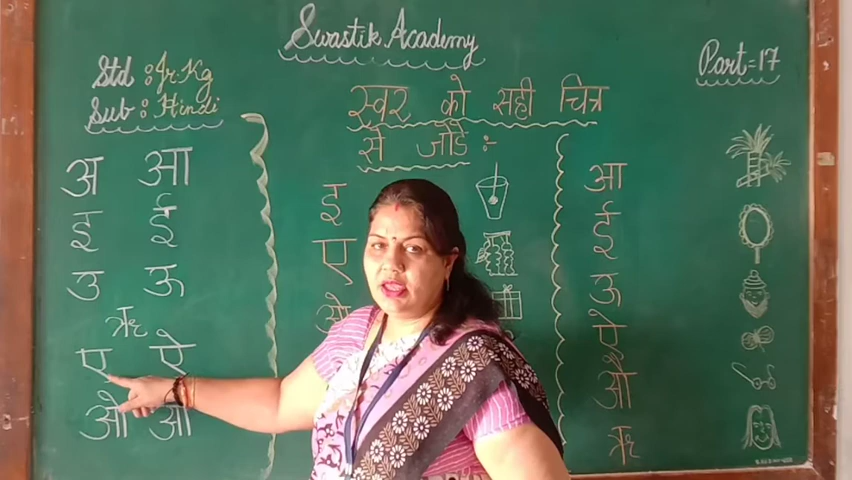 Swastik Academy
Part=17
Std : Jr.Kg
Sub : Hindi
स्वर को सही चित्र
से जोडे :-
अ आ
इ ई
उ ऊ
ऋ
ए ऐ
ओ
इ
ए
आ
ई
ऊ
ऐ
औ
ऋ